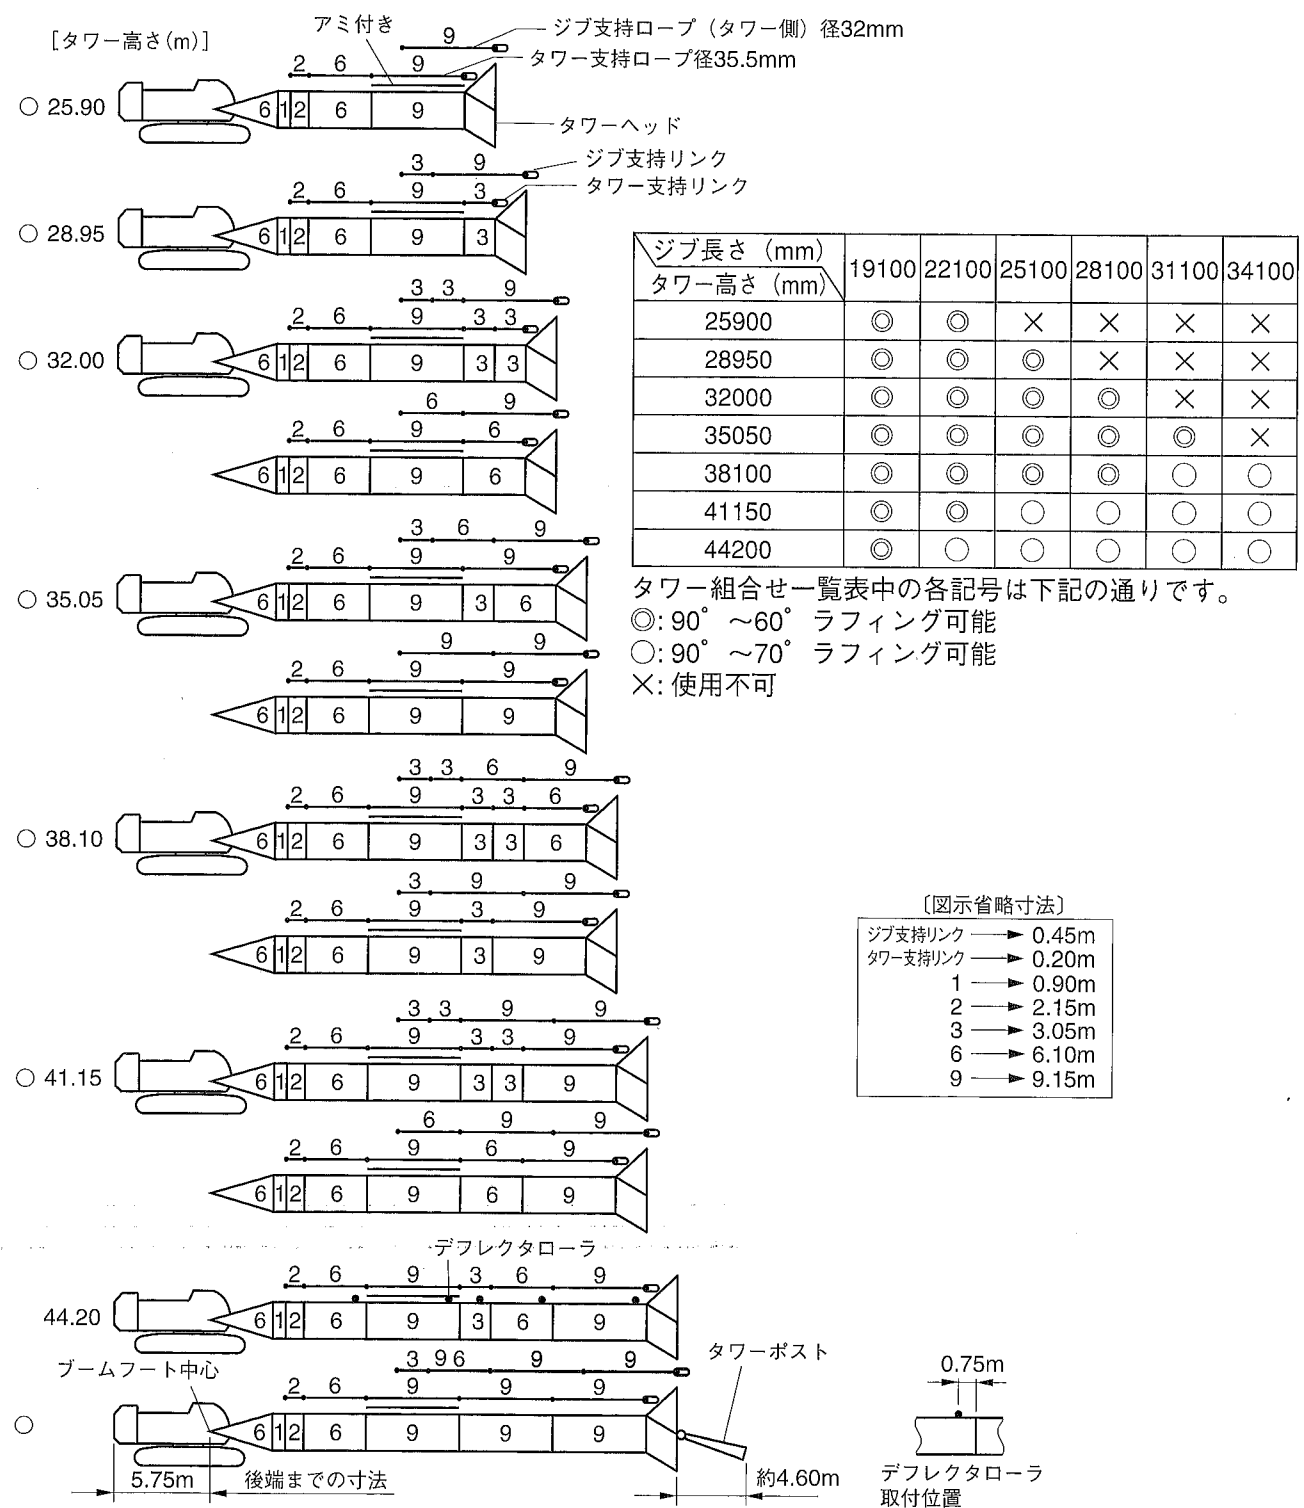 [タワー高さ(m)]
アミ付き
9 ジブ支持ロープ（タワー側）径32mm
2 6 9 タワー支持ロープ径35.5mm
○ 25.90 6 1 2 6 9
タワーヘッド
3 9 ジブ支持リンク
2 6 9 3 タワー支持リンク
○ 28.95 6 1 2 6 9 3
3 3 9
2 6 9 3 3
○ 32.00 6 1 2 6 9 3 3
6 9
2 6 9 6
6 1 2 6 9 6
3 6 9
2 6 9 9
○ 35.05 6 1 2 6 9 3 6
9 9
2 6 9 9
6 1 2 6 9 9
3 3 6 9
2 6 9 3 3 6
○ 38.10 6 1 2 6 9 3 3 6
3 9 9
2 6 9 3 9
6 1 2 6 9 3 9
3 3 9 9
2 6 9 3 3 9
○ 41.15 6 1 2 6 9 3 3 9
6 9 9
2 6 9 6 9
6 1 2 6 9 6 9
デフレクタローラ
2 6 9 3 6 9
44.20 6 1 2 6 9 3 6 9
ブームフート中心
3 9 6 9 9
タワーポスト
2 6 9 9 9
○ 6 1 2 6 9 9 9
5.75m 後端までの寸法
約4.60m
ジブ長さ（mm）
タワー高さ（mm）
19100 22100 25100 28100 31100 34100
25900 ◎ ◎ × × × ×
28950 ◎ ◎ ◎ × × ×
32000 ◎ ◎ ◎ ◎ × ×
35050 ◎ ◎ ◎ ◎ ◎ ×
38100 ◎ ◎ ◎ ◎ ○ ○
41150 ◎ ◎ ○ ○ ○ ○
44200 ◎ ○ ○ ○ ○ ○
タワー組合せ一覧表中の各記号は下記の通りです。
◎: 90° ～60° ラフィング可能
○: 90° ～70° ラフィング可能
×: 使用不可
〔図示省略寸法〕
ジブ支持リンク → 0.45m
タワー支持リンク → 0.20m
1 → 0.90m
2 → 2.15m
3 → 3.05m
6 → 6.10m
9 → 9.15m
0.75m
デフレクタローラ
取付位置